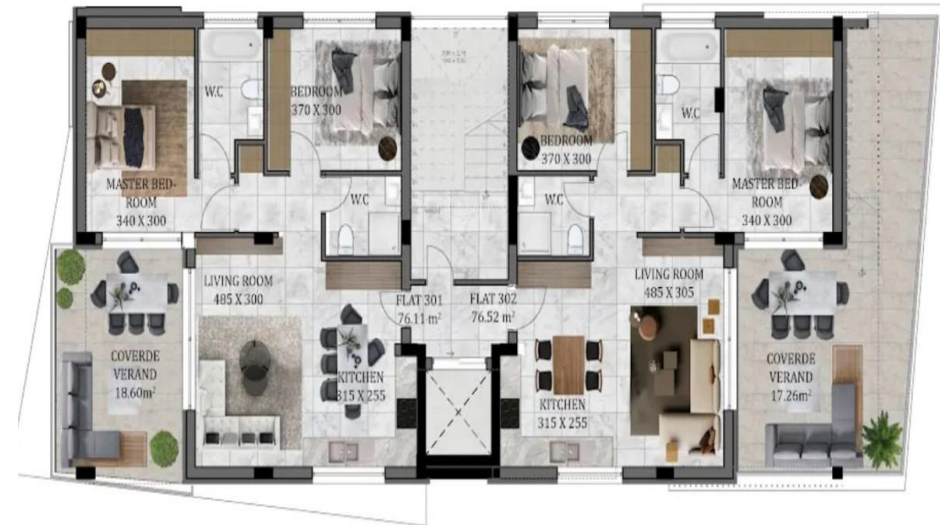 W.C
BEDROOM
370 X 300
MASTER BED-
ROOM
340 X 300
W.C
LIVING ROOM
485 X 300
COVERDE
VERAND
18.60m²
KITCHEN
315 X 255
FLAT 301
76.11 m²
FLAT 302
76.52 m²
BEDROOM
370 X 300
W.C
MASTER BED-
ROOM
340 X 300
W.C
LIVING ROOM
485 X 305
KITCHEN
315 X 255
COVERDE
VERAND
17.26m²